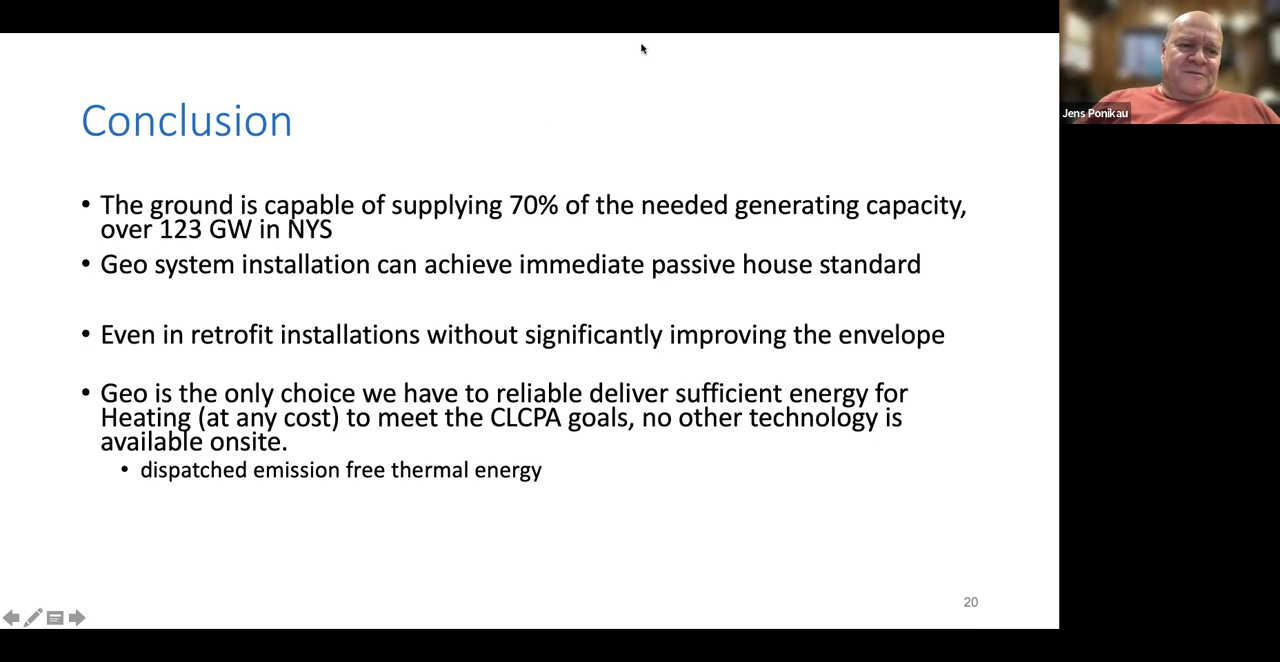 Conclusion
• The ground is capable of supplying 70% of the needed generating capacity,
over 123 GW in NYS
• Geo system installation can achieve immediate passive house standard
• Even in retrofit installations without significantly improving the envelope
• Geo is the only choice we have to reliable deliver sufficient energy for
Heating (at any cost) to meet the CLCPA goals, no other technology is
available onsite.
• dispatched emission free thermal energy
20
Jens Ponikau